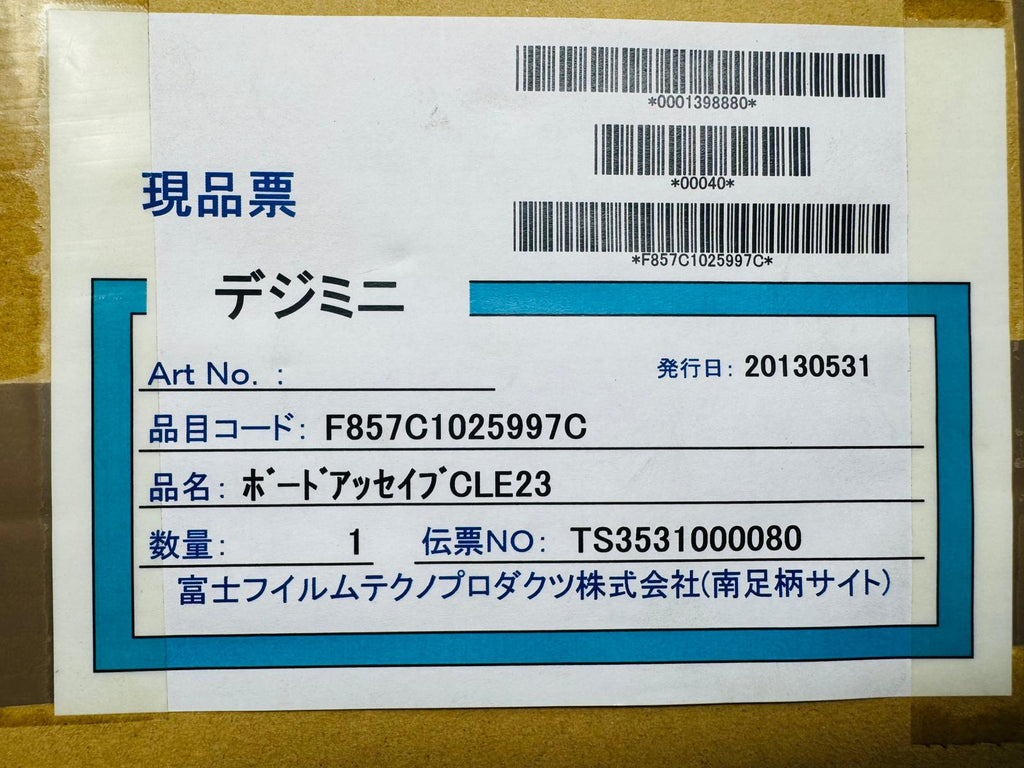 *0001398880*
*00040*
*F857C1025997C*
現品票
デジミニ
Art No. :
発行日: 20130531
品目コード: F857C1025997C
品名: ﾎﾞｰﾄﾞｱｯｾｲﾌﾞCLE23
数量: 1 伝票NO: TS3531000080
富士フイルムテクノプロダクツ株式会社(南足柄サイト)